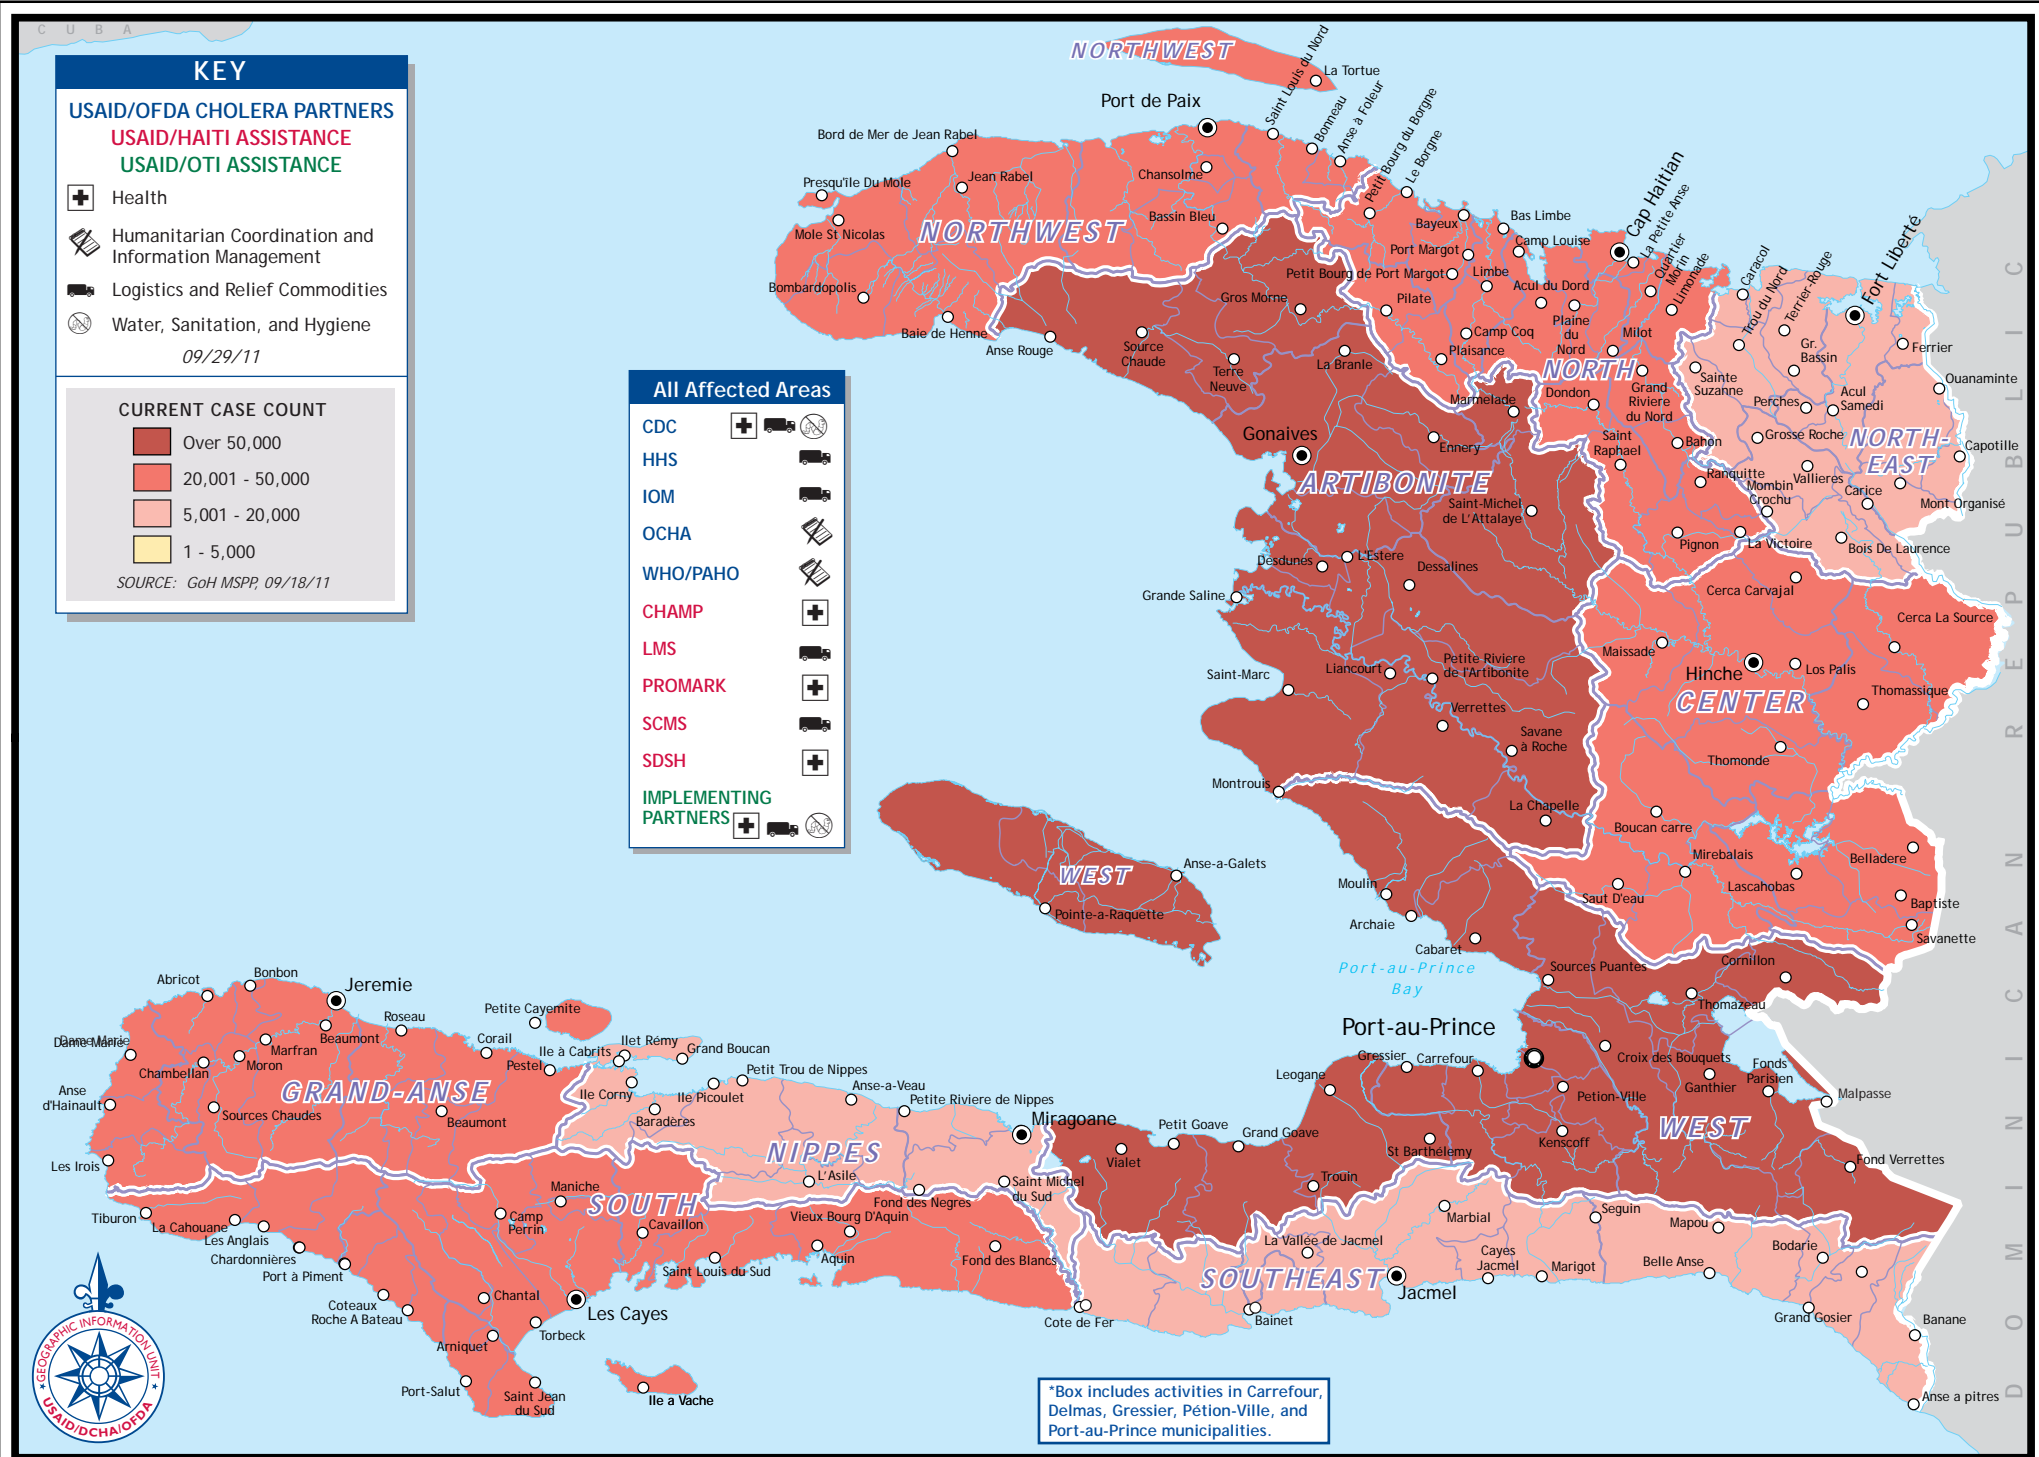 C U B A
KEY
USAID/OFDA CHOLERA PARTNERS
USAID/HAITI ASSISTANCE
USAID/OTI ASSISTANCE
Health
Humanitarian Coordination and
Information Management
Logistics and Relief Commodities
Water, Sanitation, and Hygiene
09/29/11
CURRENT CASE COUNT
Over 50,000
20,001 - 50,000
5,001 - 20,000
1 - 5,000
SOURCE: GoH MSPP, 09/18/11
All Affected Areas
CDC
HHS
IOM
OCHA
WHO/PAHO
CHAMP
LMS
PROMARK
SCMS
SDSH
IMPLEMENTING
PARTNERS
NORTHWEST
La Tortue
Port de Paix
Saint Louis du Nord
Bonneau
Anse à Foleur
Petit Bourg du Borgne
Le Borgne
Bord de Mer de Jean Rabel
Jean Rabel
Chansolme
Presqu'ile Du Mole
Mole St Nicolas
Bassin Bleu
NORTHWEST
Bombardopolis
Baie de Henne
Bayeux
Bas Limbe
Port Margot
Camp Louise
Petit Bourg de Port Margot
Limbe
Cap Haitian
La Petite Anse
Quartier
Morin
Limonade
Acul du Dord
Pilate
Plaine
du
Nord
Camp Coq
Plaisance
Milot
NORTH
Dondon
Grand
Riviere
du Nord
Saint
Raphael
Bahon
Ranquitte
Pignon
La Victoire
Caracol
Trou du Nord
Terrier-Rouge
Fort Liberté
Gr.
Bassin
Ferrier
Sainte
Suzanne
Ouanaminte
Perches
Acul
Samedi
Grosse Roche
NORTH-
EAST
Capotille
Vallieres
Mombin
Crochu
Carice
Mont Organisé
Bois De Laurence
Anse Rouge
Source
Chaude
Gros Morne
Terre
Neuve
La Branle
Marmelade
Gonaives
Ennery
ARTIBONITE
Saint-Michel
de L'Attalaye
Desdunes
L'Estere
Dessalines
Grande Saline
Saint-Marc
Liancourt
Petite Riviere
de l'Artibonite
Verrettes
Savane
à Roche
Montrouis
La Chapelle
Cerca Carvajal
Cerca La Source
Maissade
Hinche
Los Palis
CENTER
Thomassique
Thomonde
Boucan carre
Mirebalais
Belladere
Lascahobas
Saut D'eau
Baptiste
Savanette
WEST
Anse-a-Galets
Pointe-a-Raquette
Moulin
Archaie
Cabaret
Port-au-Prince
Bay
Sources Puantes
Cornillon
Thomazeau
Port-au-Prince
Gressier
Carrefour
Croix des Bouquets
Fonds
Parisien
Ganthier
Malpasse
Leogane
Petion-Ville
WEST
Kenscoff
St Barthélemy
Fond Verrettes
Petit Goave
Grand Goave
Vialet
Trouin
Abricot
Bonbon
Jeremie
Roseau
Petite Cayemite
Corail
Dame Marie
Dame Marie
Beaumont
Marfran
Moron
Chambellan
Pestel
Anse
d'Hainault
GRAND-ANSE
Sources Chaudes
Beaumont
Les Irois
Ilet Rémy
Ile à Cabrits
Grand Boucan
Petit Trou de Nippes
Ile Corny
Ile Picoulet
Anse-a-Veau
Baradères
Petite Riviere de Nippes
Miragoane
NIPPES
L'Asile
Saint Michel
du Sud
Fond des Negres
Tiburon
La Cahouane
Les Anglais
Chardonnières
Port à Piment
Coteaux
Roche A Bateau
Maniche
SOUTH
Camp
Perrin
Cavaillon
Vieux Bourg D'Aquin
Aquin
Saint Louis du Sud
Fond des Blancs
Chantal
Les Cayes
Torbeck
Arniquet
Port-Salut
Saint Jean
du Sud
Ile a Vache
Cote de Fer
La Vallée de Jacmel
SOUTHEAST
Jacmel
Bainet
Marbial
Cayes
Jacmel
Seguin
Marigot
Mapou
Belle Anse
Bodarie
Grand Gosier
Banane
Anse a pitres
*Box includes activities in Carrefour,
Delmas, Gressier, Pétion-Ville, and
Port-au-Prince municipalities.
GEOGRAPHIC INFORMATION UNIT
USAID/DCHA/OFDA
D O M I N I C A N R E P U B L I C